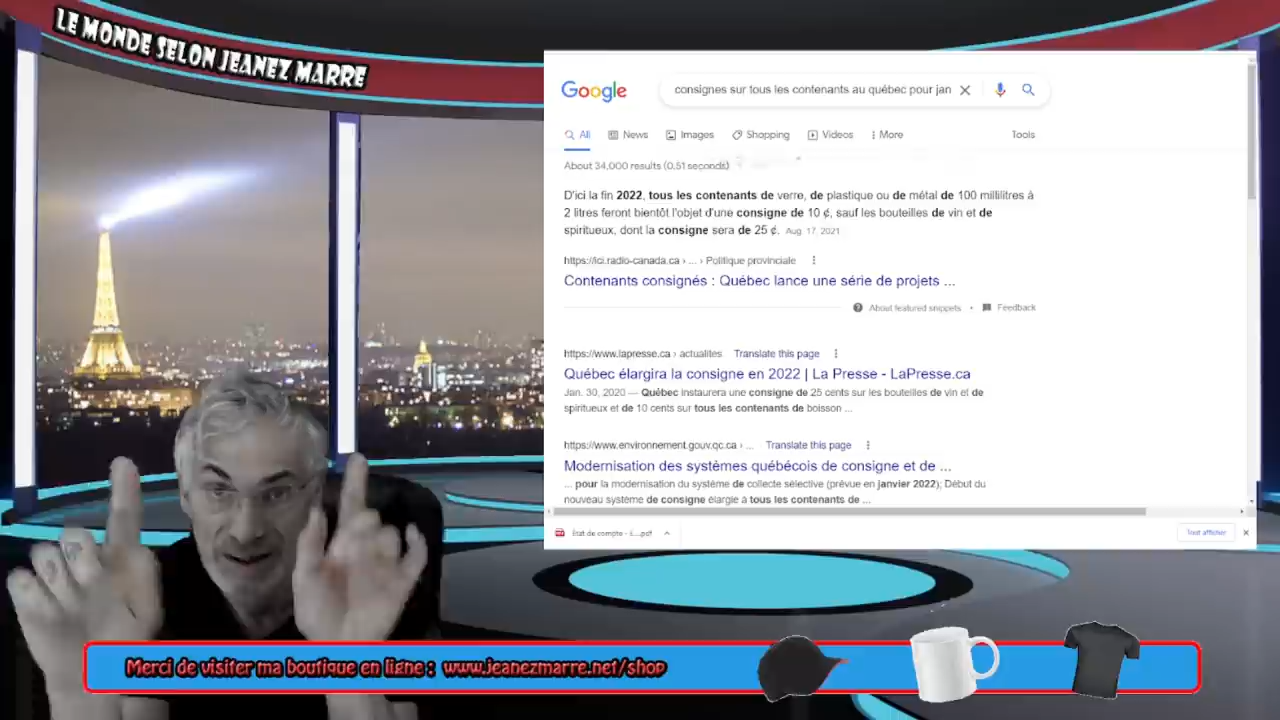 LE MONDE SELON JEANEZ MARRE
Google
consignes sur tous les contenants au québec pour jan
All News Images Shopping Videos More Tools
About 34,000 results (0.51 seconds)
D'ici la fin 2022, tous les contenants de verre, de plastique ou de métal de 100 millilitres à
2 litres feront bientôt l'objet d'une consigne de 10 ¢, sauf les bouteilles de vin et de
spiritueux, dont la consigne sera de 25 ¢. Aug. 17, 2021
https://ici.radio-canada.ca › ... › Politique provinciale
Contenants consignés : Québec lance une série de projets ...
About featured snippets • Feedback
https://www.lapresse.ca › actualites Translate this page
Québec élargira la consigne en 2022 | La Presse - LaPresse.ca
Jan. 30, 2020 — Québec instaurera une consigne de 25 cents sur les bouteilles de vin et de
spiritueux et de 10 cents sur tous les contenants de boisson ...
https://www.environnement.gouv.qc.ca › ... Translate this page
Modernisation des systèmes québécois de consigne et de ...
... pour la modernisation du système de collecte sélective (prévue en janvier 2022); Début du
nouveau système de consigne élargie à tous les contenants de ...
Tout afficher
Merci de visiter ma boutique en ligne : www.jeanezmarre.net/shop